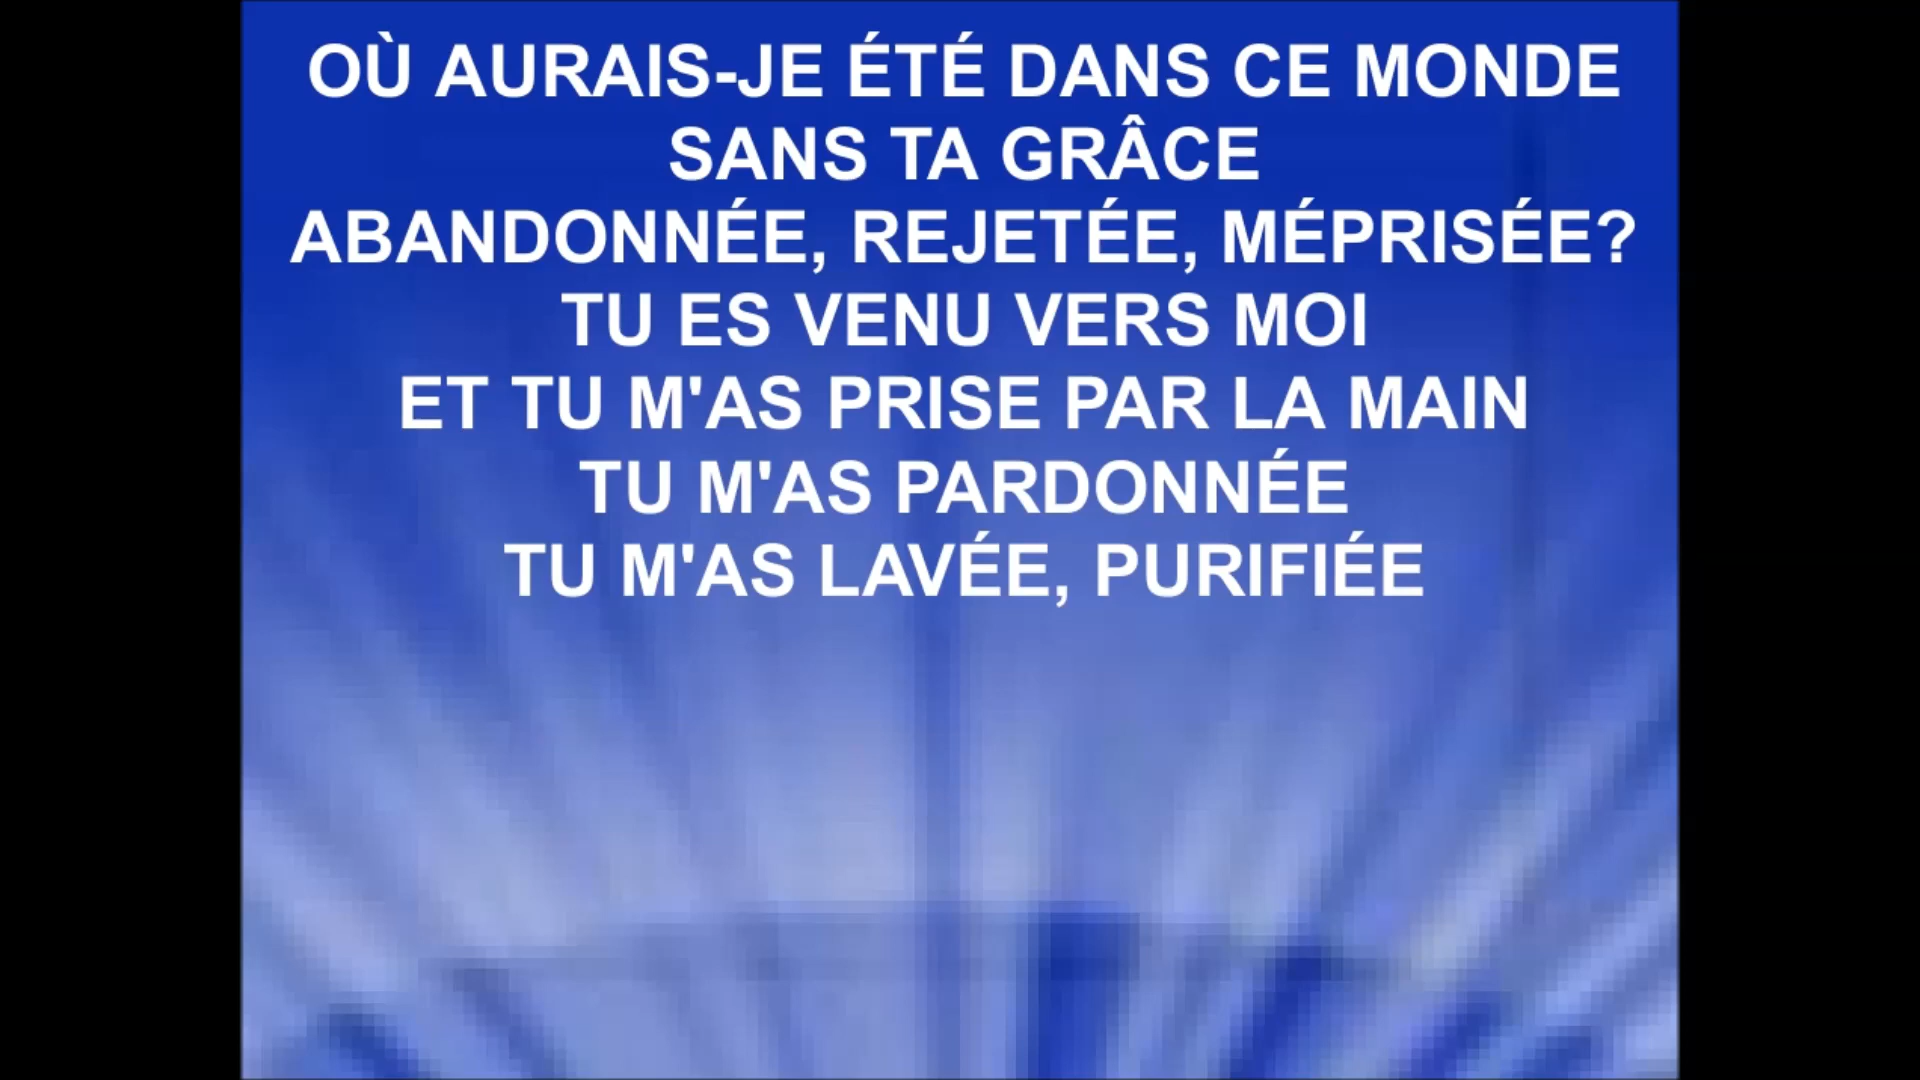 OÙ AURAIS-JE ÉTÉ DANS CE MONDE
SANS TA GRÂCE
ABANDONNÉE, REJETÉE, MÉPRISÉE?
TU ES VENU VERS MOI
ET TU M'AS PRISE PAR LA MAIN
TU M'AS PARDONNÉE
TU M'AS LAVÉE, PURIFIÉE